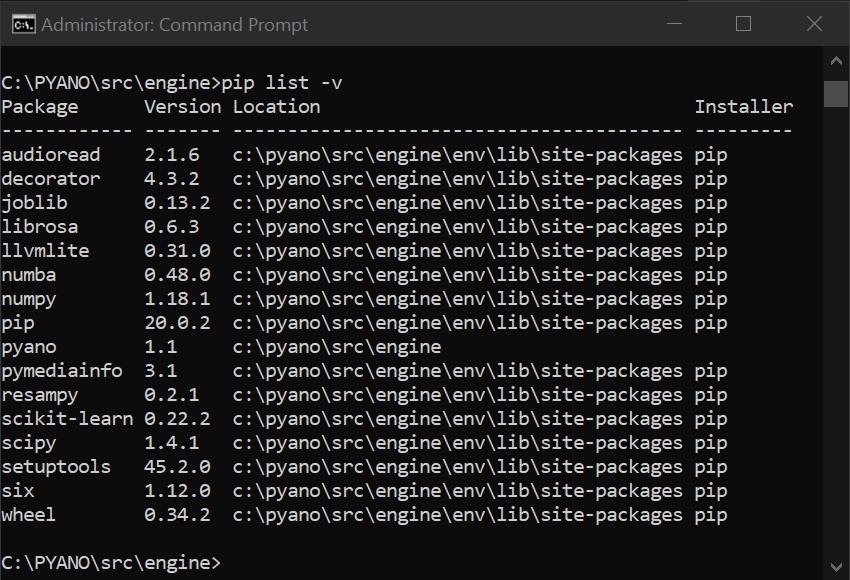 Administrator: Command Prompt
C:\PYANO\src\engine>pip list -v
Package      Version Location                                  Installer
------------ ------- ----------------------------------------- ---------
audioread    2.1.6   c:\pyano\src\engine\env\lib\site-packages pip
decorator    4.3.2   c:\pyano\src\engine\env\lib\site-packages pip
joblib       0.13.2  c:\pyano\src\engine\env\lib\site-packages pip
librosa      0.6.3   c:\pyano\src\engine\env\lib\site-packages pip
llvmlite     0.31.0  c:\pyano\src\engine\env\lib\site-packages pip
numba        0.48.0  c:\pyano\src\engine\env\lib\site-packages pip
numpy        1.18.1  c:\pyano\src\engine\env\lib\site-packages pip
pip          20.0.2  c:\pyano\src\engine\env\lib\site-packages pip
pyano        1.1     c:\pyano\src\engine
pymediainfo  3.1     c:\pyano\src\engine\env\lib\site-packages pip
resampy      0.2.1   c:\pyano\src\engine\env\lib\site-packages pip
scikit-learn 0.22.2  c:\pyano\src\engine\env\lib\site-packages pip
scipy        1.4.1   c:\pyano\src\engine\env\lib\site-packages pip
setuptools   45.2.0  c:\pyano\src\engine\env\lib\site-packages pip
six          1.12.0  c:\pyano\src\engine\env\lib\site-packages pip
wheel        0.34.2  c:\pyano\src\engine\env\lib\site-packages pip
C:\PYANO\src\engine>